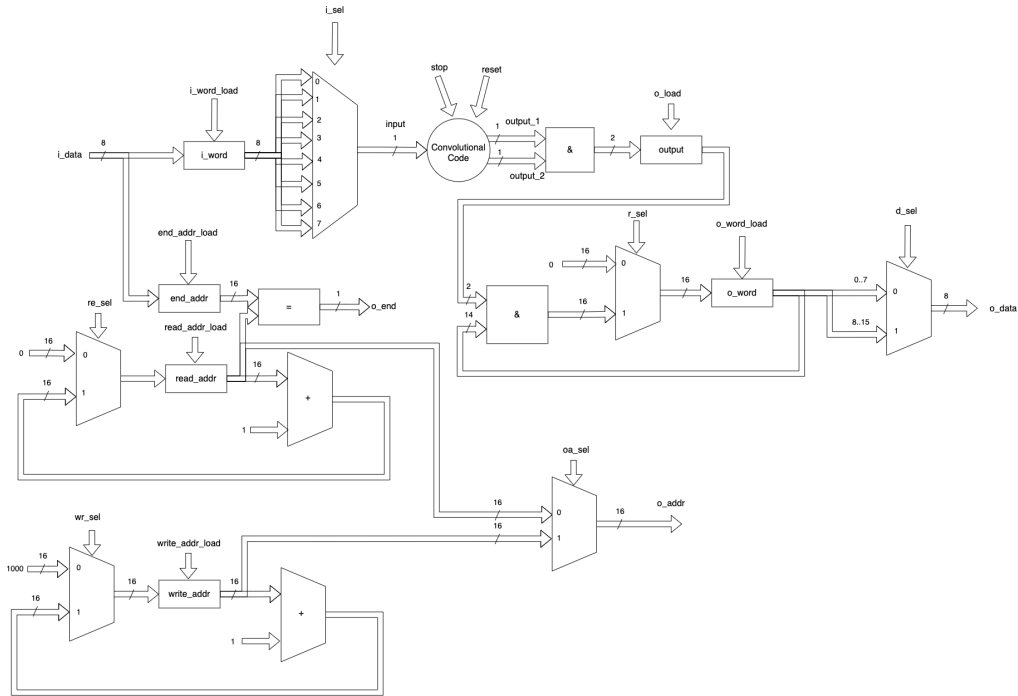 i_sel
stop
reset
i_word_load
o_load
0
1
2
3
4
5
6
7
input
1
output_1
1
1
output_2
i_data
8
i_word
8
Convolutional
Code
&
2
output
end_addr_load
r_sel
o_word_load
d_sel
0
16
0
16
1
16
o_word
0..7
0
8..15
1
8
o_data
2
14
&
end_addr
16
=
1
o_end
re_sel
read_addr_load
0
16
0
16
1
read_addr
16
+
1
oa_sel
16
0
16
1
16
o_addr
wr_sel
write_addr_load
1000
16
0
16
1
16
write_addr
16
+
1